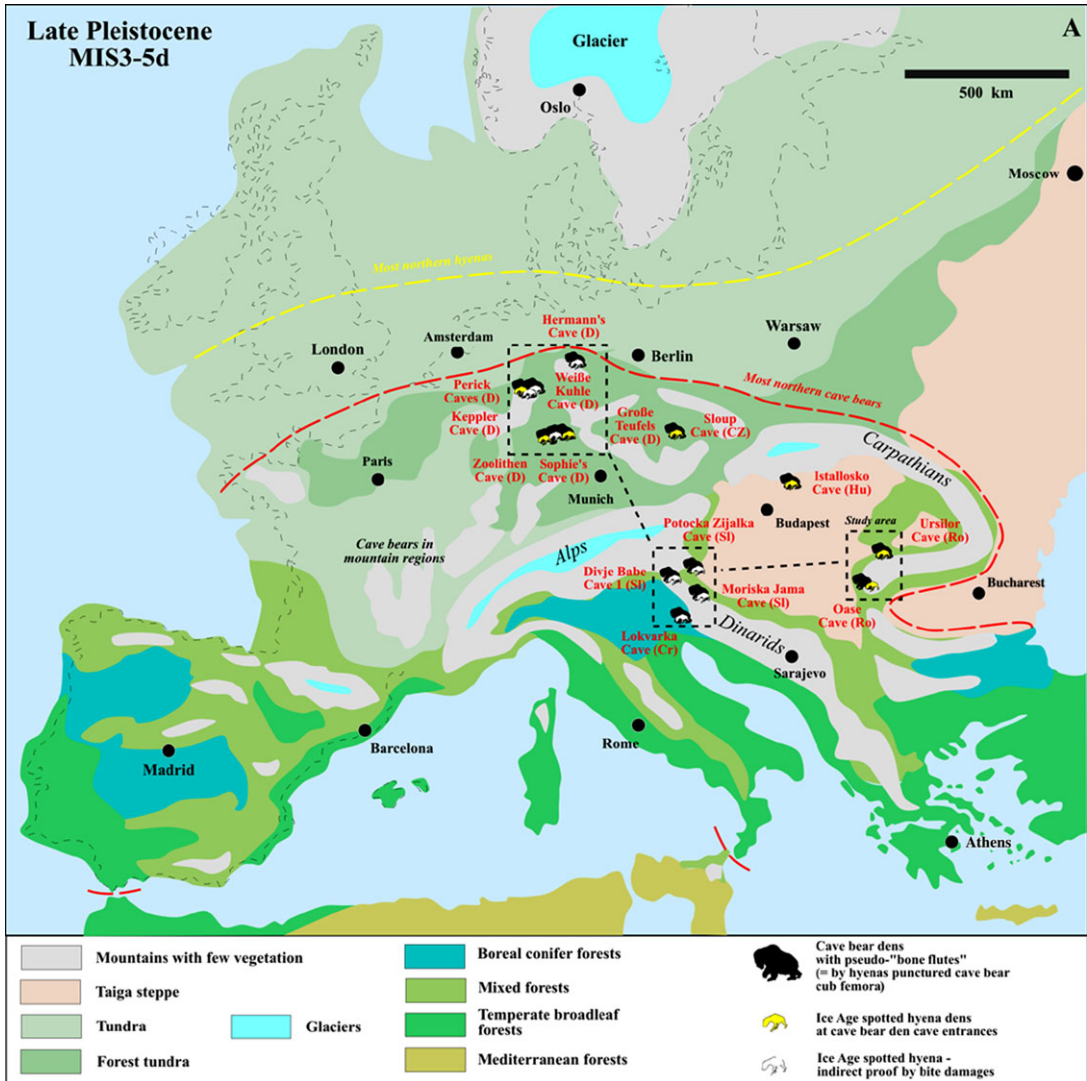 Late Pleistocene
MIS3-5d
Glacier
A
500 km
Oslo
Moscow
Most northern hyenas
Hermann's
Cave (D)
Warsaw
Amsterdam
London
Berlin
Perick
Caves (D)
Weiße
Kuhle
Cave (D)
Most northern cave bears
Keppler
Cave (D)
Große
Teufels
Cave (D)
Sloup
Cave (CZ)
Carpathians
Paris
Zoolithen
Cave (D)
Sophie's
Cave (D)
Munich
Istallosko
Cave (Hu)
Budapest
Study area
Ursilor
Cave (Ro)
Potocka Zijalka
Cave (Sl)
Cave bears in
mountain regions
Alps
Divje Babe
Cave I (Sl)
Moriska Jama
Cave (Sl)
Bucharest
Oase
Cave (Ro)
Lokvarka
Cave (Cr)
Dinarids
Sarajevo
Barcelona
Rome
Madrid
Athens
Mountains with few vegetation
Taiga steppe
Tundra
Forest tundra
Glaciers
Boreal conifer forests
Mixed forests
Temperate broadleaf
forests
Mediterranean forests
Cave bear dens
with pseudo-"bone flutes"
(= by hyenas punctured cave bear
cub femora)
Ice Age spotted hyena dens
at cave bear den cave entrances
Ice Age spotted hyena -
indirect proof by bite damages